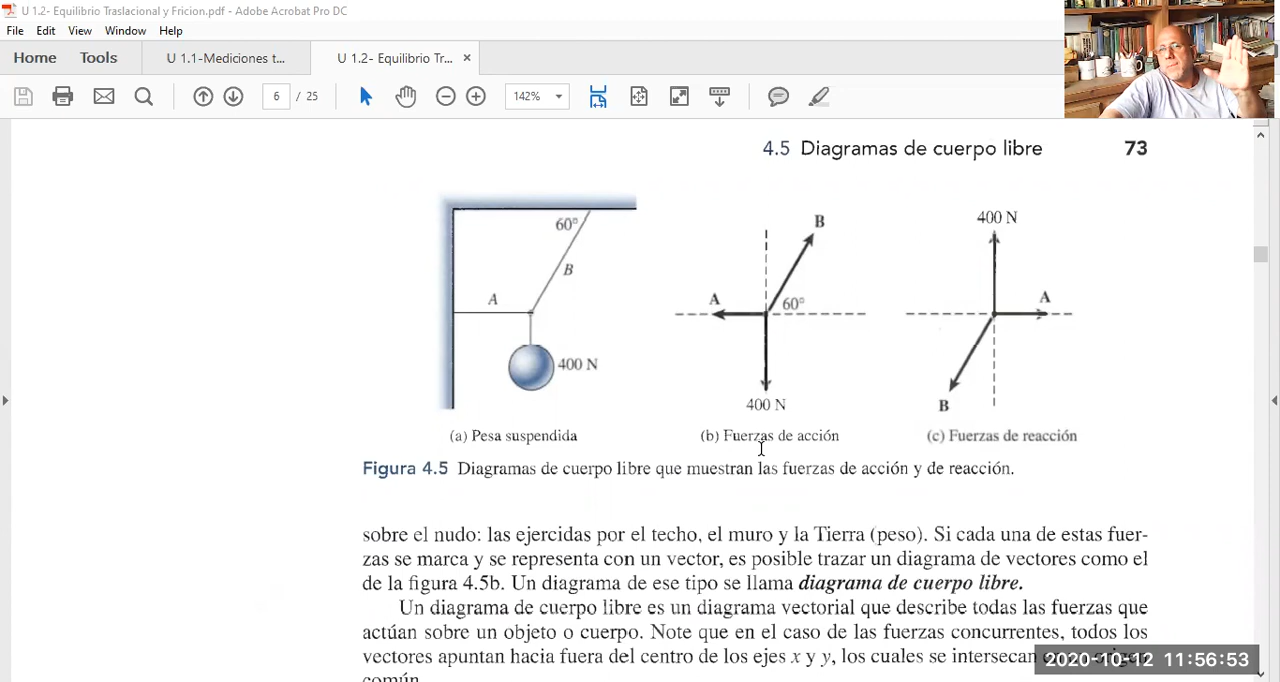 U 1.2- Equilibrio Traslacional y Fricion.pdf - Adobe Acrobat Pro DC
File Edit View Window Help
Home Tools U 1.1-Mediciones t... U 1.2- Equilibrio Tr... ×
6 / 25 142%
4.5 Diagramas de cuerpo libre 73
60° B 400 N
B A 60° A
A
400 N
400 N B
(a) Pesa suspendida (b) Fuerzas de acción (c) Fuerzas de reacción
Figura 4.5 Diagramas de cuerpo libre que muestran las fuerzas de acción y de reacción.
sobre el nudo: las ejercidas por el techo, el muro y la Tierra (peso). Si cada una de estas fuer-
zas se marca y se representa con un vector, es posible trazar un diagrama de vectores como el
de la figura 4.5b. Un diagrama de ese tipo se llama diagrama de cuerpo libre.
Un diagrama de cuerpo libre es un diagrama vectorial que describe todas las fuerzas que
actúan sobre un objeto o cuerpo. Note que en el caso de las fuerzas concurrentes, todos los
vectores apuntan hacia fuera del centro de los ejes x y y, los cuales se intersecan
común.
2020-10-12 11:56:53